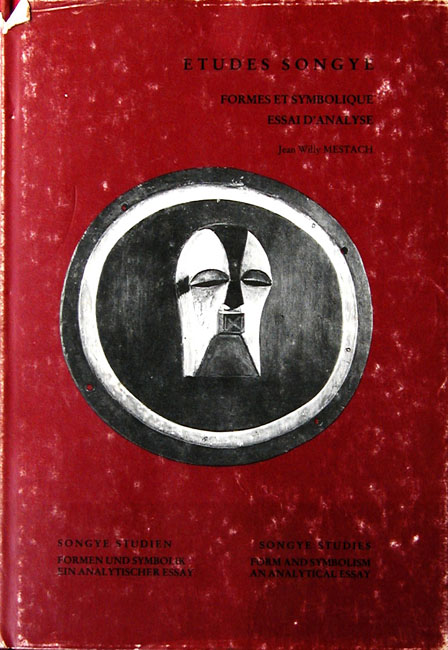 ETUDES SONGYE
FORMES ET SYMBOLIQUE
ESSAI D'ANALYSE
Jean Willy MESTACH
SONGYE STUDIEN
FORMEN UND SYMBOLIK :
EIN ANALYTISCHER ESSAY
SONGYE STUDIES
FORM AND SYMBOLISM
AN ANALYTICAL ESSAY